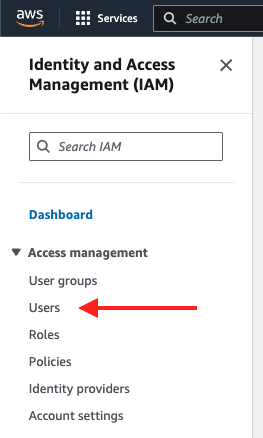 aws
Services
Search
Identity and Access
Management (IAM)
Search IAM
Dashboard
Access management
User groups
Users
Roles
Policies
Identity providers
Account settings